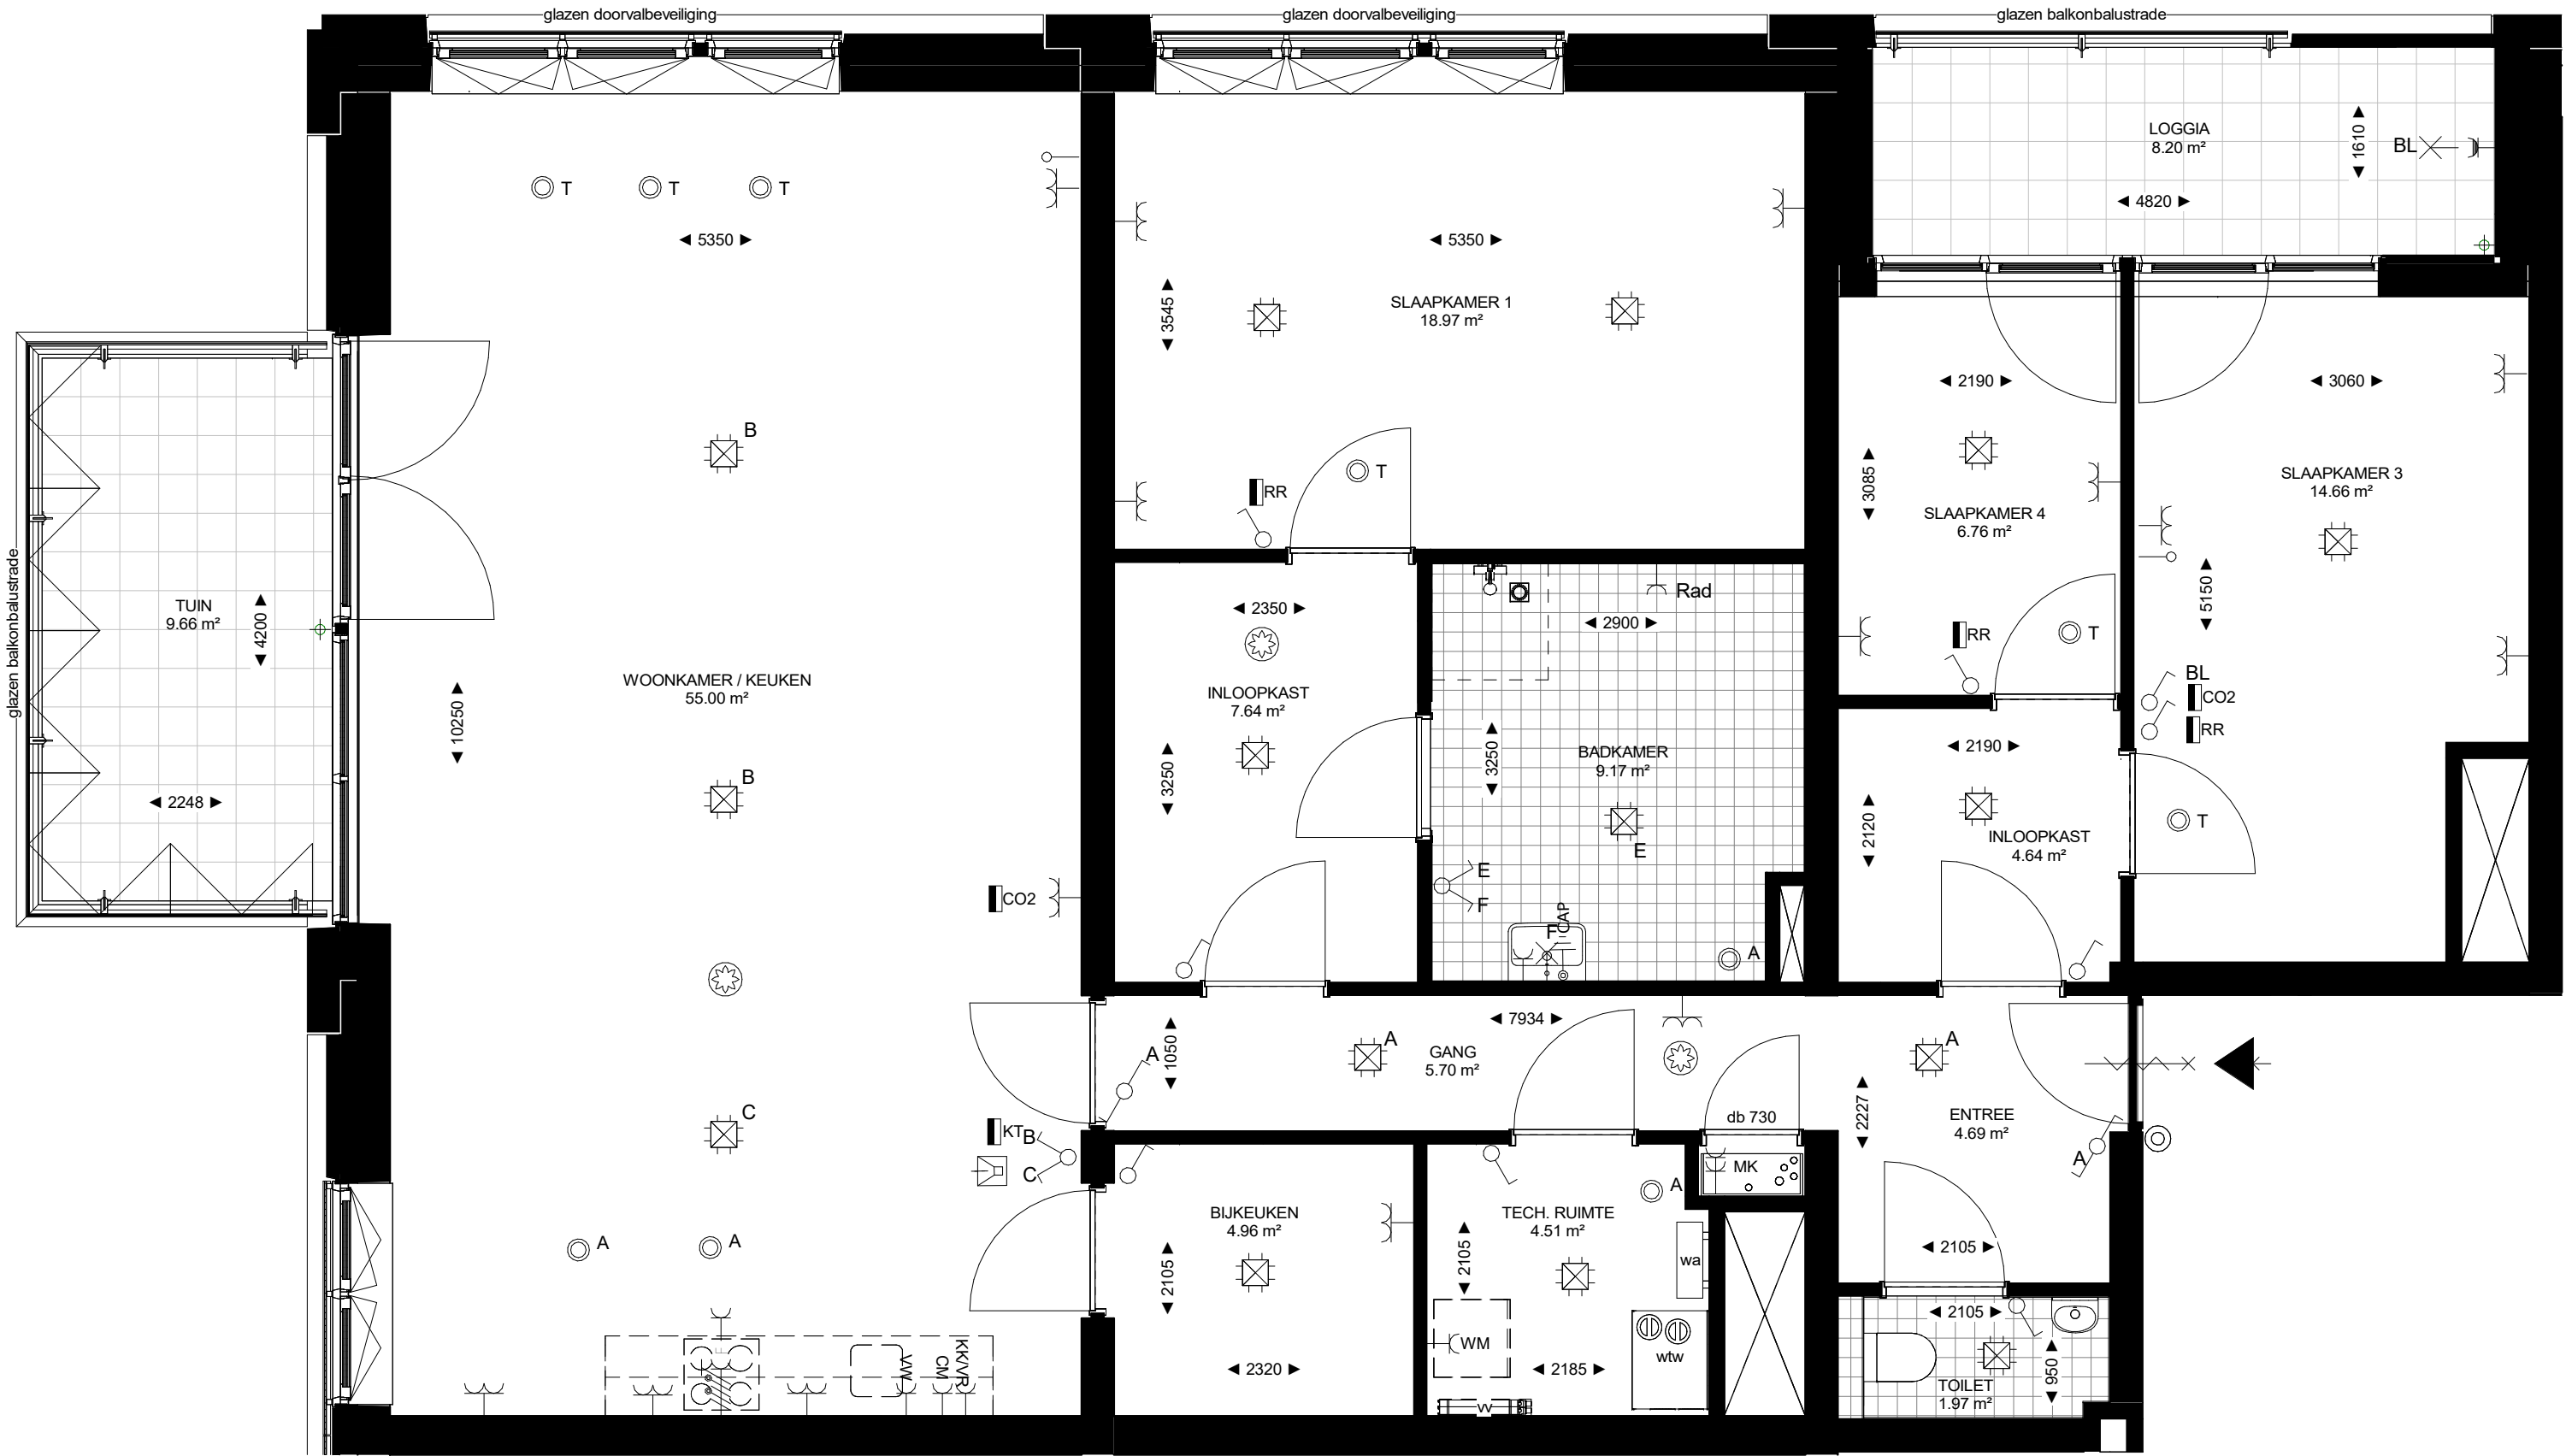 glazen doorvalbeveiliging
glazen doorvalbeveiliging
glazen balkonbalustrade
LOGGIA
8.20 m²
1610
BL
4820
T
T
T
5350
5350
3545
SLAAPKAMER 1
18.97 m²
2190
3060
B
T
RR
3085
SLAAPKAMER 4
6.76 m²
SLAAPKAMER 3
14.66 m²
glazen balkonbalustrade
TUIN
9.66 m²
4200
2248
WOONKAMER / KEUKEN
55.00 m²
10250
B
2350
INLOOPKAST
7.64 m²
3250
Rad
2900
3250
BADKAMER
9.17 m²
E
E
F
F
CAP
A
RR
T
5150
BL
CO2
RR
2190
2120
INLOOPKAST
4.64 m²
T
CO2
7934
A
1050
A
GANG
5.70 m²
A
db 730
2227
ENTREE
4.69 m²
A
C
KT
B
C
MK
A
A
A
BIJKEUKEN
4.96 m²
2105
2320
TECH. RUIMTE
4.51 m²
2105
wa
WM
2185
wtw
VV
2105
2105
950
TOILET
1.97 m²
VW
CM
KKVR